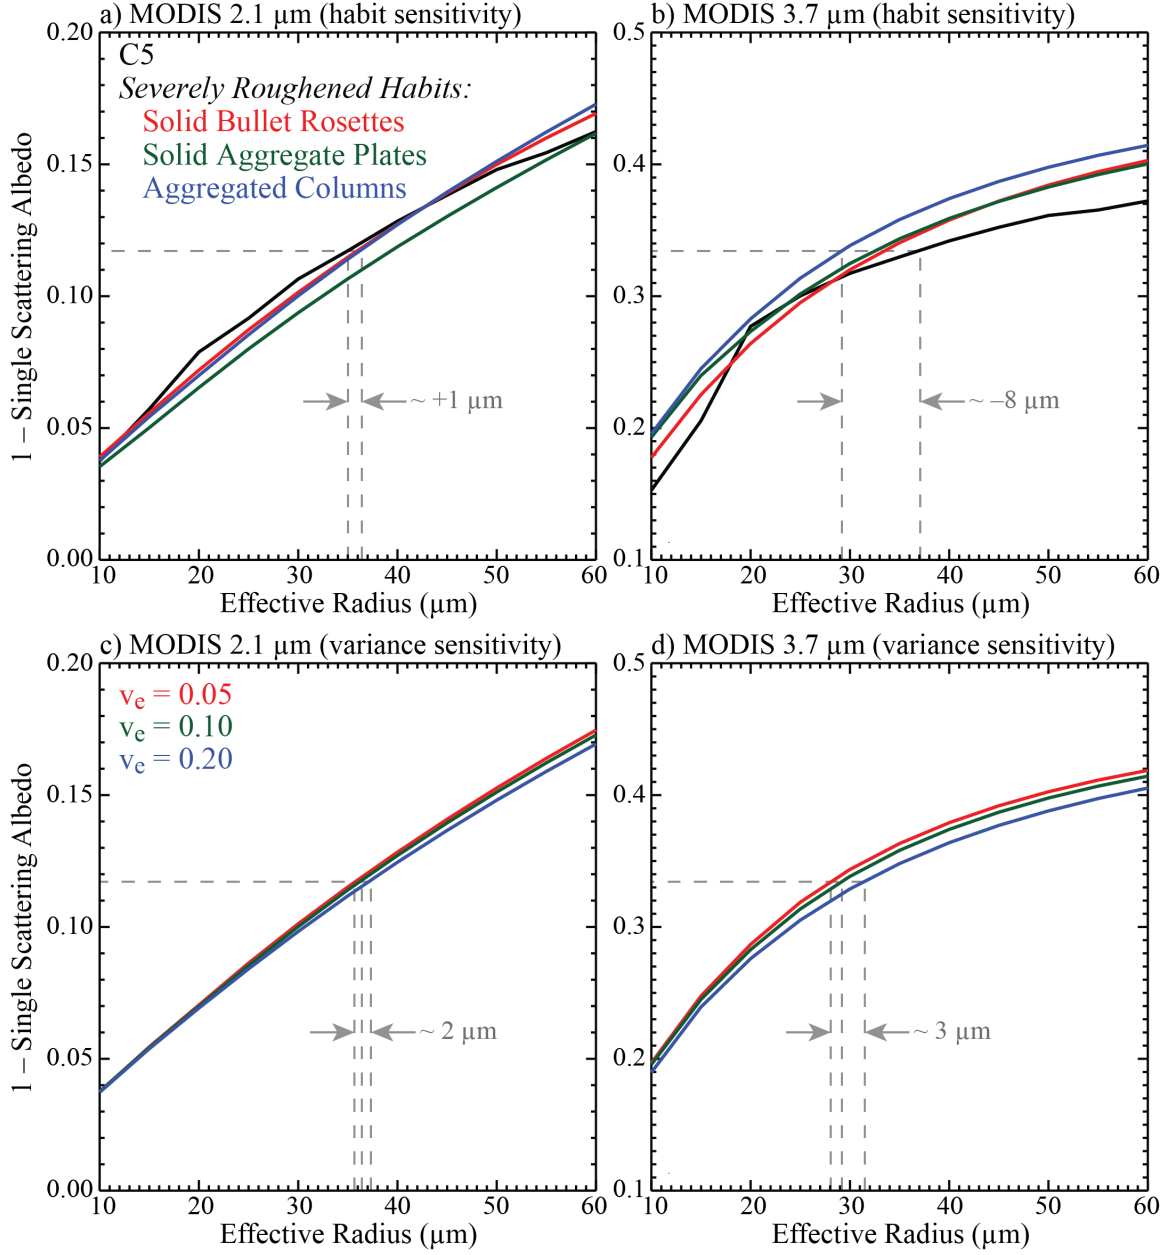 a) MODIS 2.1 µm (habit sensitivity)
0.20
0.15
0.10
0.05
0.00
1 – Single Scattering Albedo
C5
Severely Roughened Habits:
Solid Bullet Rosettes
Solid Aggregate Plates
Aggregated Columns
~ +1 µm
10 20 30 40 50 60
Effective Radius (µm)
b) MODIS 3.7 µm (habit sensitivity)
0.5
0.4
0.3
0.2
0.1
~ –8 µm
10 20 30 40 50 60
Effective Radius (µm)
c) MODIS 2.1 µm (variance sensitivity)
0.20
0.15
0.10
0.05
0.00
1 – Single Scattering Albedo
ve = 0.05
ve = 0.10
ve = 0.20
~ 2 µm
10 20 30 40 50 60
Effective Radius (µm)
d) MODIS 3.7 µm (variance sensitivity)
0.5
0.4
0.3
0.2
0.1
~ 3 µm
10 20 30 40 50 60
Effective Radius (µm)